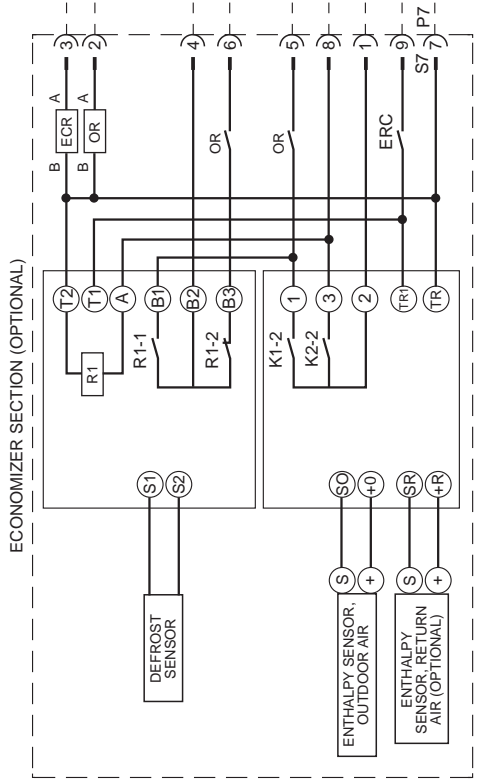 ECONOMIZER SECTION (OPTIONAL)
P7
S7
3
2
4
6
5
8
1
9
7
A
A
ECR
OR
B
B
OR
OR
ERC
T2
T1
A
B1
B2
B3
1
3
2
TR1
TR
R1
R1-1
R1-2
K1-2
K2-2
S1
S2
SO
+0
SR
+R
S
+
S
+
DEFROST
SENSOR
ENTHALPY SENSOR,
OUTDOOR AIR
ENTHALPY
SENSOR, RETURN
AIR (OPTIONAL)